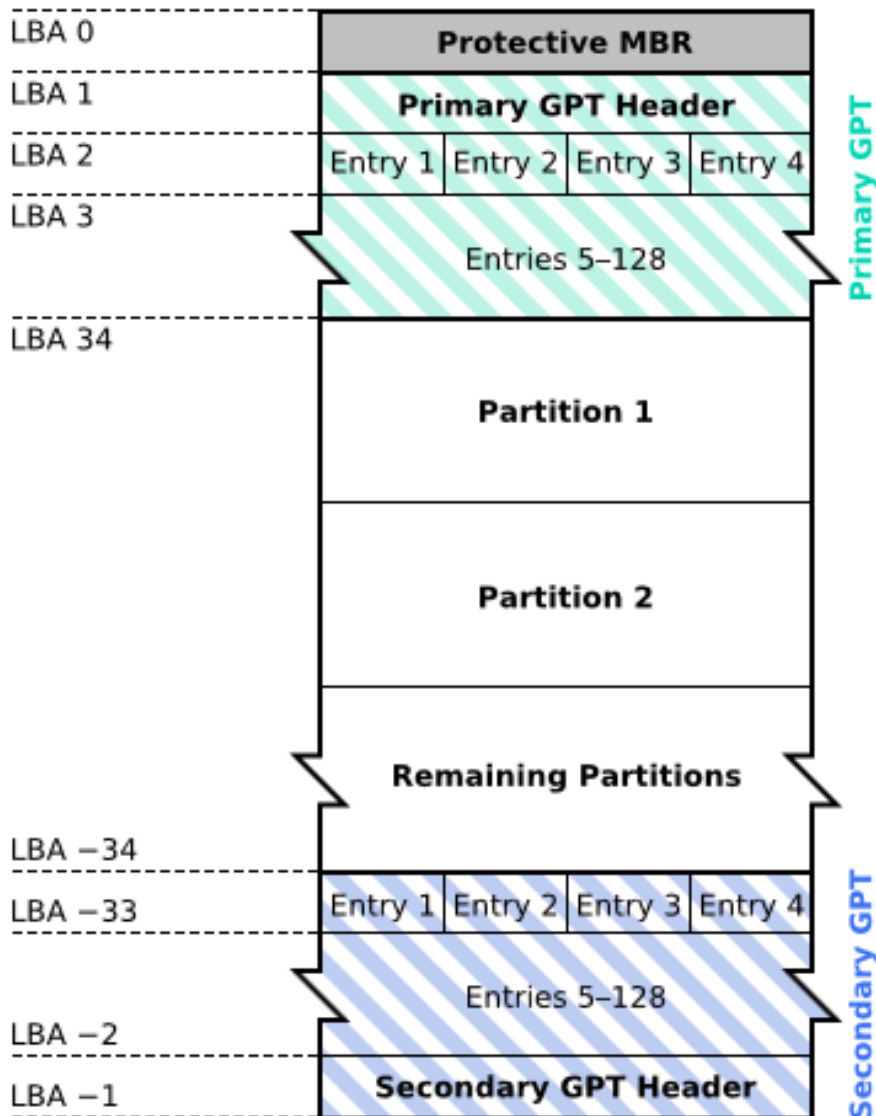 LBA 0
Protective MBR
LBA 1
Primary GPT Header
LBA 2
Entry 1 Entry 2 Entry 3 Entry 4
LBA 3
Entries 5–128
Primary GPT
LBA 34
Partition 1
Partition 2
Remaining Partitions
LBA −34
LBA −33
Entry 1 Entry 2 Entry 3 Entry 4
Entries 5–128
LBA −2
LBA −1
Secondary GPT Header
Secondary GPT